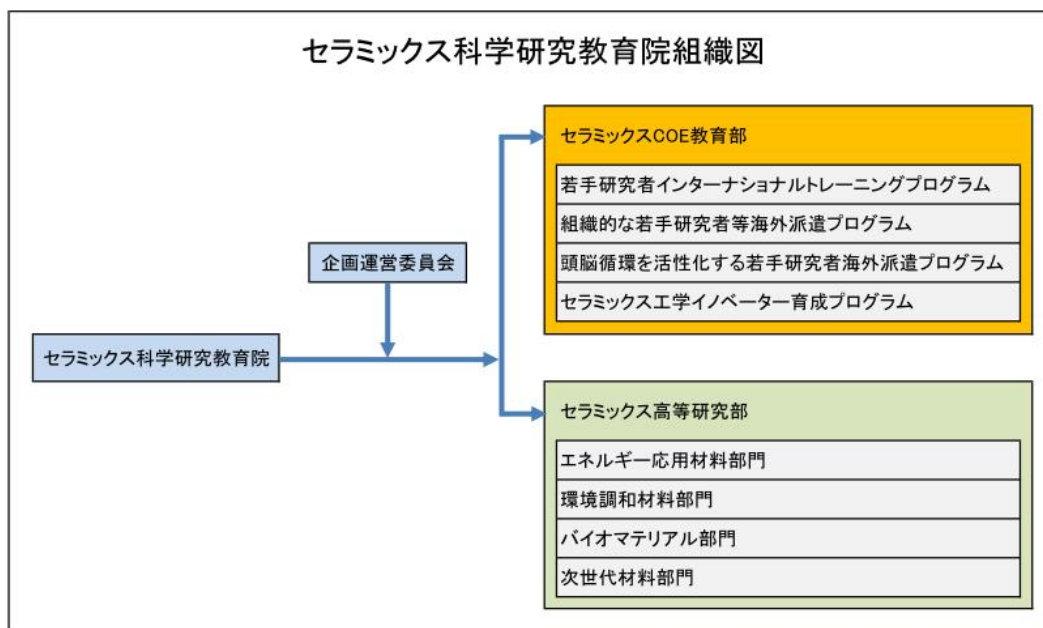 セラミックス科学研究教育院組織図
セラミックスCOE教育部
若手研究者インターナショナルトレーニングプログラム
組織的な若手研究者等海外派遣プログラム
頭脳循環を活性化する若手研究者海外派遣プログラム
セラミックス工学イノベーター育成プログラム
企画運営委員会
セラミックス科学研究教育院
セラミックス高等研究部
エネルギー応用材料部門
環境調和材料部門
バイオマテリアル部門
次世代材料部門